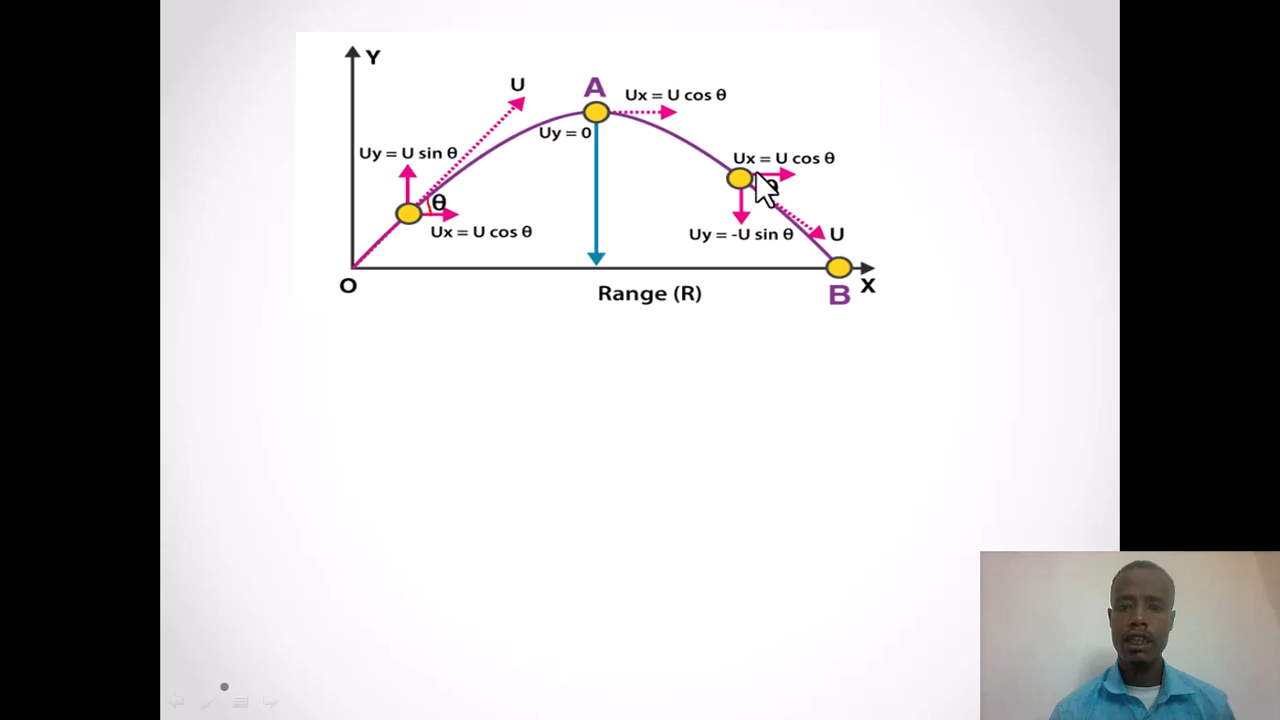 Y
U
A
Ux = U cos θ
Uy = 0
Uy = U sin θ
Ux = U cos θ
θ
Ux = U cos θ
Uy = -U sin θ
U
O
Range (R)
B
X